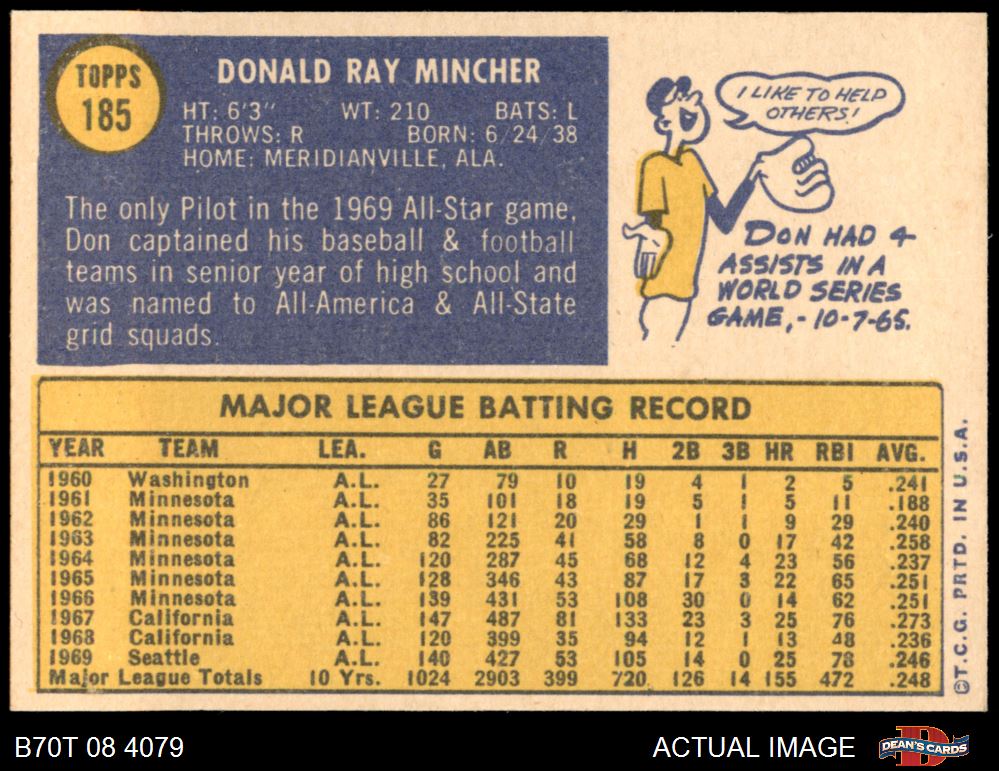 TOPPS
185
DONALD RAY MINCHER
HT: 6'3" WT: 210 BATS: L
THROWS: R BORN: 6/24/38
HOME: MERIDIANVILLE, ALA.
The only Pilot in the 1969 All-Star game,
Don captained his baseball & football
teams in senior year of high school and
was named to All-America & All-State
grid squads.
I LIKE TO HELP
OTHERS!
DON HAD 4
ASSISTS IN A
WORLD SERIES
GAME,- 10-7-65.
MAJOR LEAGUE BATTING RECORD
YEAR TEAM LEA. G AB R H 2B 3B HR RBI AVG.
1960 Washington A.L. 27 79 10 19 4 1 2 5 .241
1961 Minnesota A.L. 35 101 18 19 5 1 5 11 .188
1962 Minnesota A.L. 86 121 20 29 1 1 9 29 .240
1963 Minnesota A.L. 82 225 41 58 8 0 17 42 .258
1964 Minnesota A.L. 120 287 45 68 12 4 23 56 .237
1965 Minnesota A.L. 128 346 43 87 17 3 22 65 .251
1966 Minnesota A.L. 139 431 53 108 30 0 14 62 .251
1967 California A.L. 147 487 81 133 23 3 25 76 .273
1968 California A.L. 120 399 35 94 12 1 13 48 .236
1969 Seattle A.L. 140 427 53 105 14 0 25 78 .246
Major League Totals 10 Yrs. 1024 2903 399 720 126 14 155 472 .248
©T.C.G. PRTD. IN U.S.A.
B70T 08 4079
ACTUAL IMAGE
DEAN'S CARDS